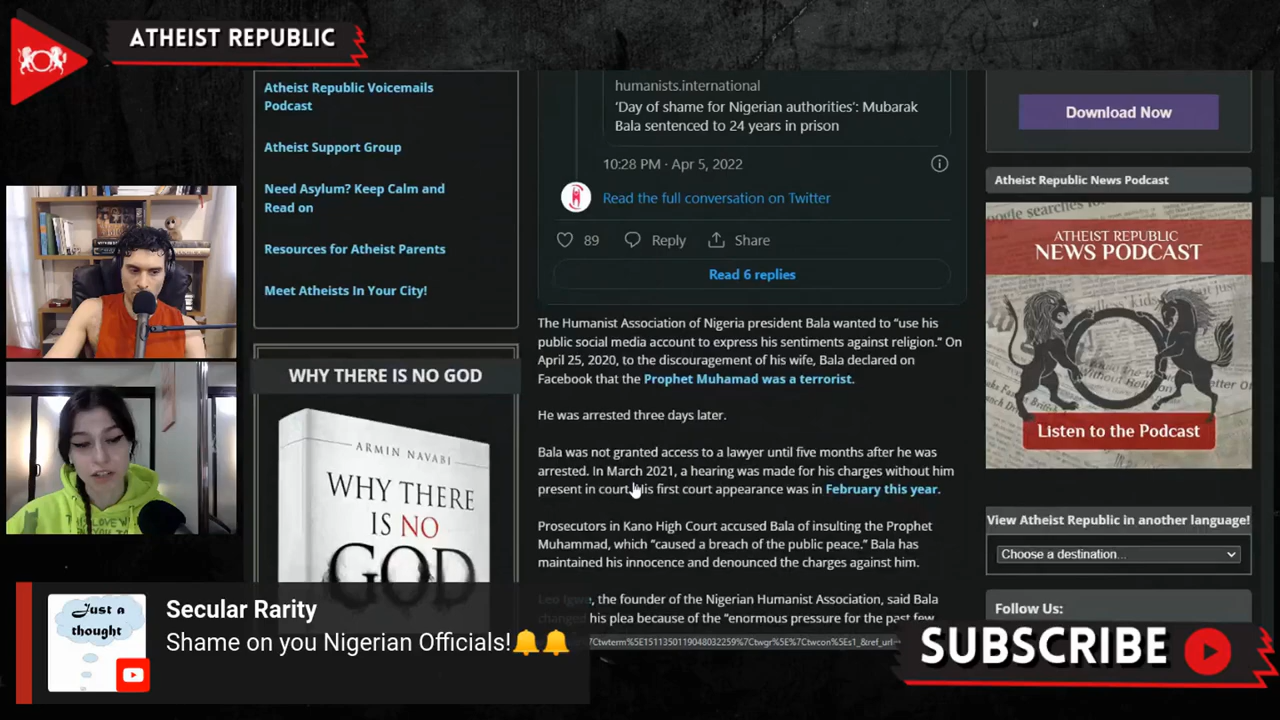 ATHEIST REPUBLIC
Atheist Republic Voicemails
Podcast
Atheist Support Group
Need Asylum? Keep Calm and
Read on
Resources for Atheist Parents
Meet Atheists In Your City!
WHY THERE IS NO GOD
ARMIN NAVABI
WHY THERE
IS NO
GOD
humanists.international
'Day of shame for Nigerian authorities': Mubarak
Bala sentenced to 24 years in prison
10:28 PM · Apr 5, 2022
Read the full conversation on Twitter
89 Reply Share
Read 6 replies
The Humanist Association of Nigeria president Bala wanted to “use his
public social media account to express his sentiments against religion.” On
April 25, 2020, to the discouragement of his wife, Bala declared on
Facebook that the Prophet Muhamad was a terrorist.
He was arrested three days later.
Bala was not granted access to a lawyer until five months after he was
arrested. In March 2021, a hearing was made for his charges without him
present in court. His first court appearance was in February this year.
Prosecutors in Kano High Court accused Bala of insulting the Prophet
Muhammad, which “caused a breach of the public peace.” Bala has
maintained his innocence and denounced the charges against him.
Leo Igwe, the founder of the Nigerian Humanist Association, said Bala
changed his plea because of the “enormous pressure for the past few
Download Now
Atheist Republic News Podcast
ATHEIST REPUBLIC
NEWS PODCAST
Listen to the Podcast
View Atheist Republic in another language!
Choose a destination...
Follow Us:
Just a
thought
Secular Rarity
Shame on you Nigerian Officials!🔔🔔
SUBSCRIBE